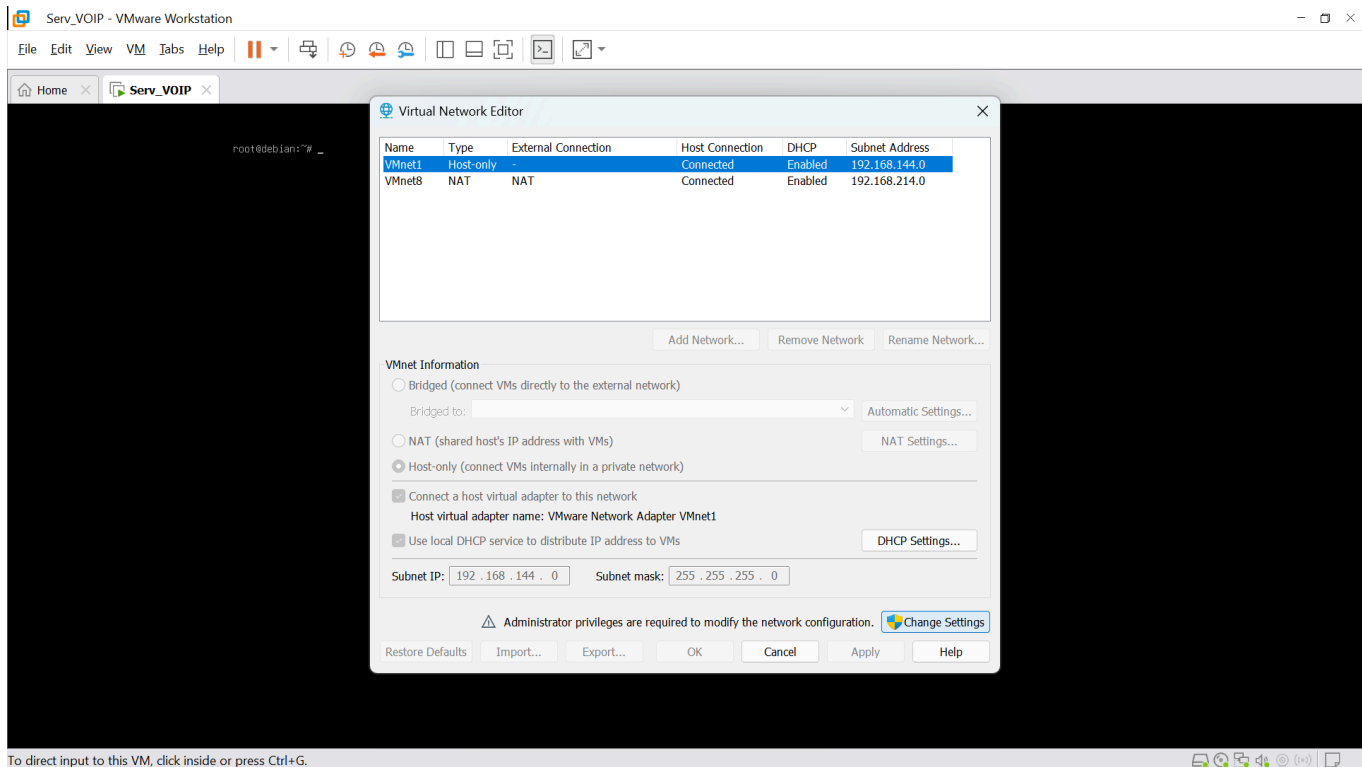 Serv_VOIP - VMware Workstation
File Edit View VM Tabs Help
Home
Serv_VOIP
root@debian:~# _
Virtual Network Editor
Name Type External Connection Host Connection DHCP Subnet Address
VMnet1 Host-only - Connected Enabled 192.168.144.0
VMnet8 NAT NAT Connected Enabled 192.168.214.0
Add Network... Remove Network Rename Network...
VMnet Information
Bridged (connect VMs directly to the external network)
Bridged to: Automatic Settings...
NAT (shared host's IP address with VMs) NAT Settings...
Host-only (connect VMs internally in a private network)
Connect a host virtual adapter to this network
Host virtual adapter name: VMware Network Adapter VMnet1
Use local DHCP service to distribute IP address to VMs DHCP Settings...
Subnet IP: 192 . 168 . 144 . 0 Subnet mask: 255 . 255 . 255 . 0
Administrator privileges are required to modify the network configuration. Change Settings
Restore Defaults Import... Export... OK Cancel Apply Help
To direct input to this VM, click inside or press Ctrl+G.